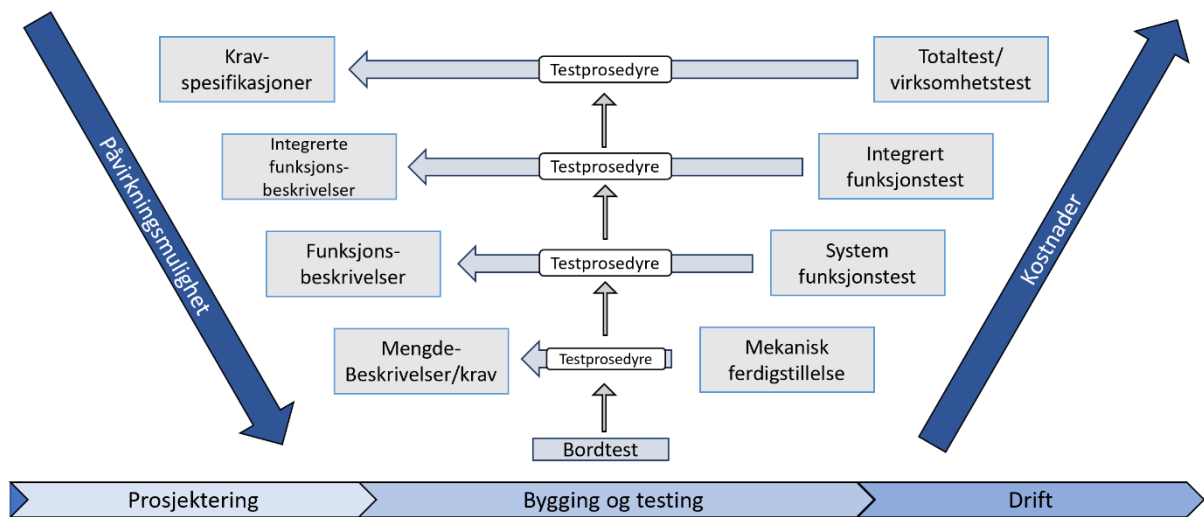 Krav-
spesifikasjoner
Testprosedyre
Totaltest/
virksomhetstest
Påvirkningsmulighet
Integrerte
funksjons-
beskrivelser
Testprosedyre
Integrert
funksjonstest
Kostnader
Funksjons-
beskrivelser
Testprosedyre
System
funksjonstest
Mengde-
Beskrivelser/krav
Testprosedyre
Mekanisk
ferdigstillelse
Bordtest
Prosjektering
Bygging og testing
Drift